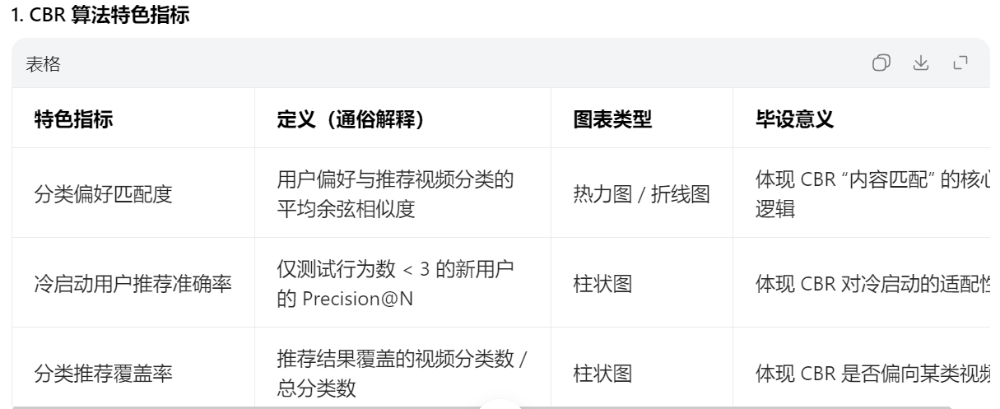 1. CBR 算法特色指标
表格
特色指标 定义（通俗解释） 图表类型 毕设意义
分类偏好匹配度
用户偏好与推荐视频分类的
平均余弦相似度
热力图 / 折线图
体现 CBR “内容匹配” 的核心
逻辑
冷启动用户推荐准确率
仅测试行为数 < 3 的新用户
的 Precision@N
柱状图
体现 CBR 对冷启动的适配性
分类推荐覆盖率
推荐结果覆盖的视频分类数 /
总分类数
柱状图
体现 CBR 是否偏向某类视频